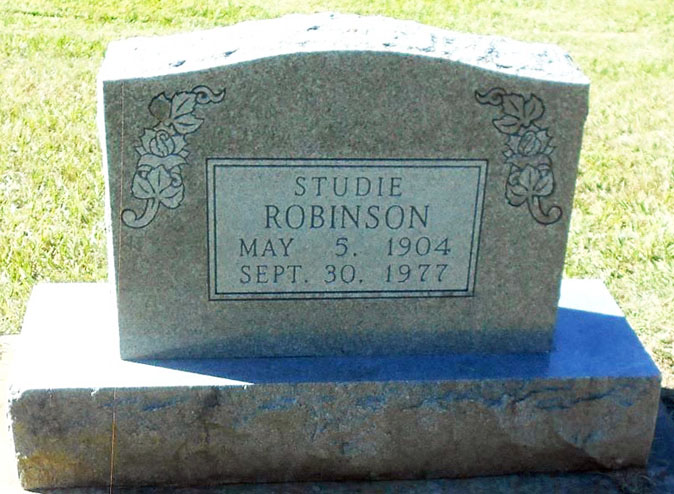 STUDIE
ROBINSON
MAY 5. 1904
SEPT. 30. 1977